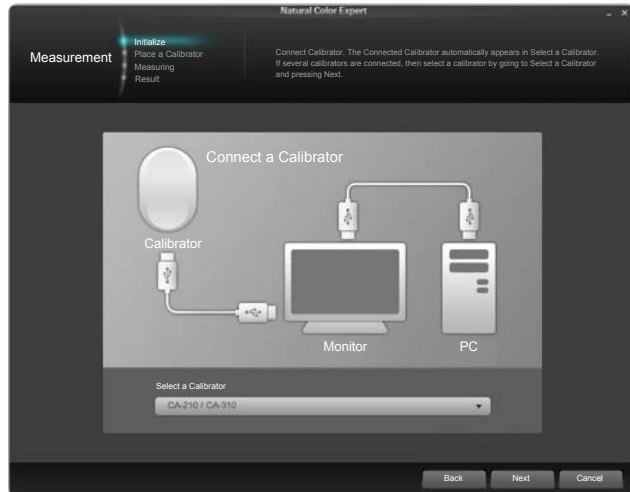 Natural Color Expert
Measurement
Initialize
Place a Calibrator
Measuring
Result
Connect Calibrator. The Connected Calibrator automatically appears in Select a Calibrator.
If several calibrators are connected, then select a calibrator by going to Select a Calibrator
and pressing Next.
Connect a Calibrator
Calibrator
Monitor
PC
Select a Calibrator
CA-210 / CA-310
Back
Next
Cancel